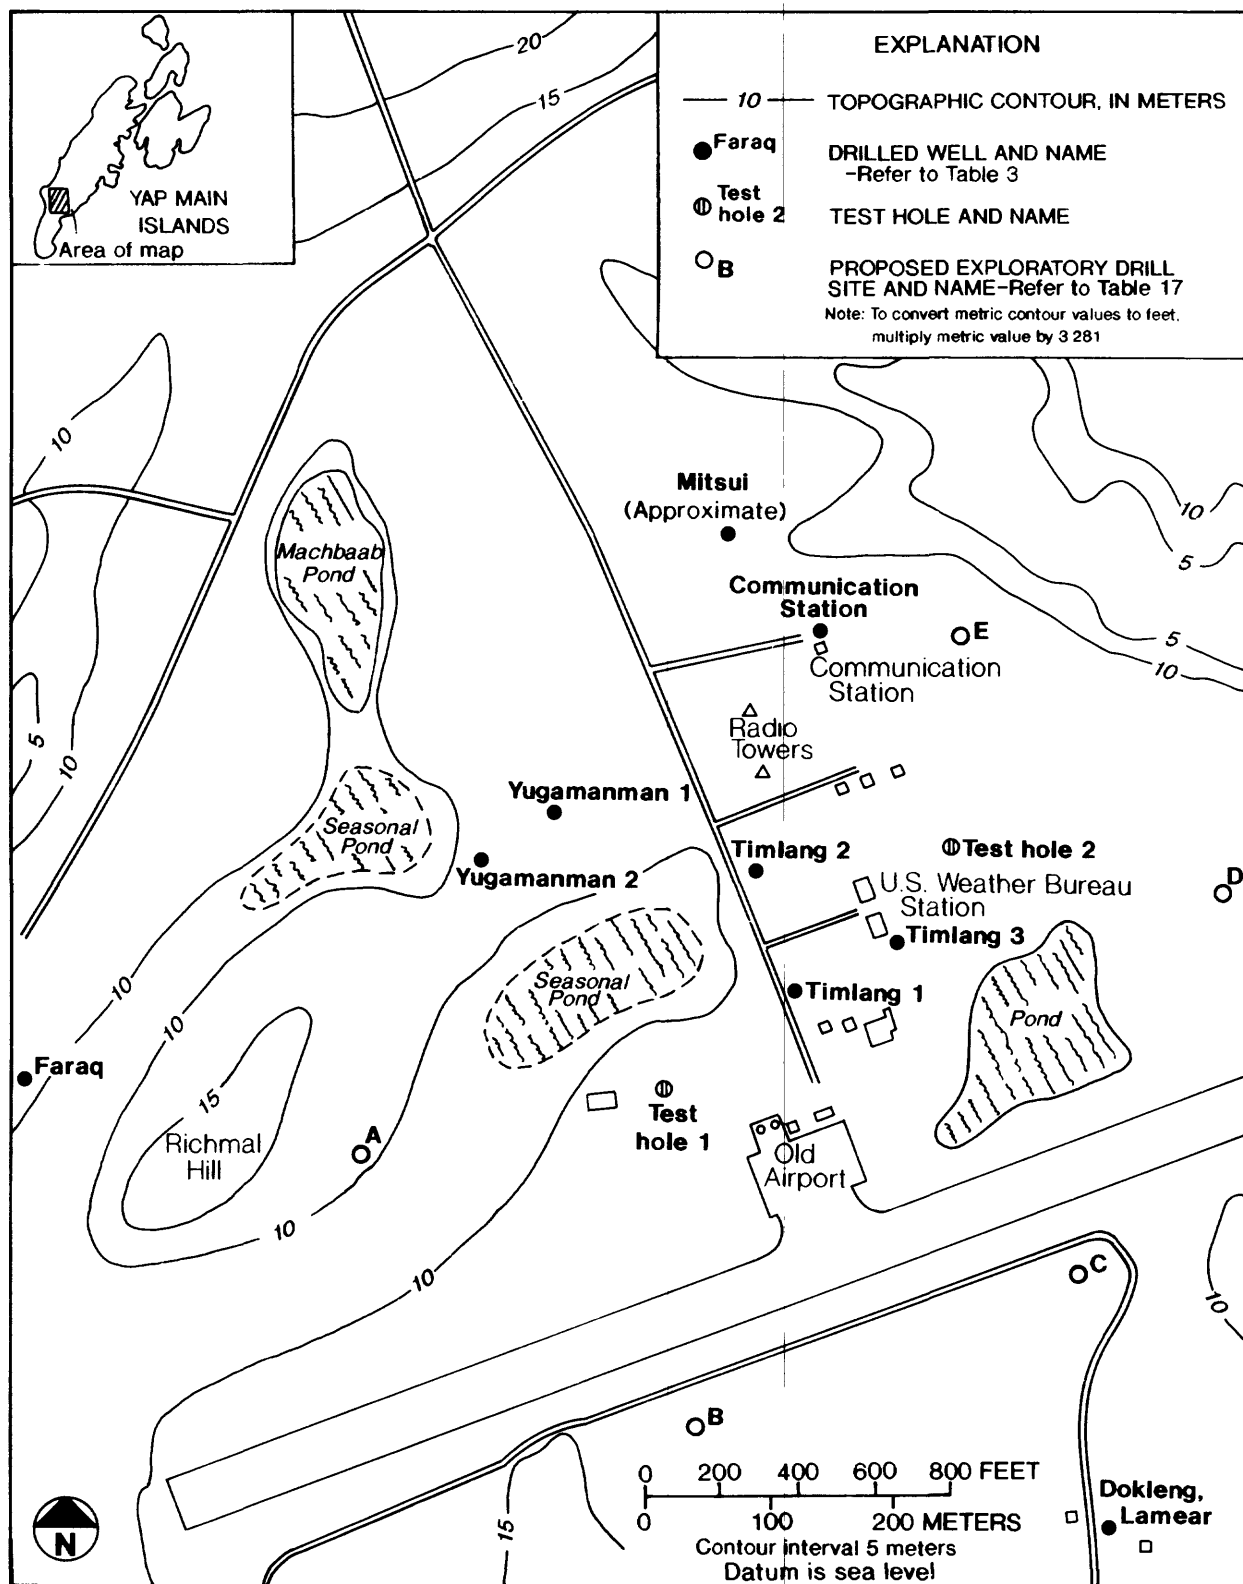 YAP MAIN
ISLANDS
Area of map
EXPLANATION
10 TOPOGRAPHIC CONTOUR, IN METERS
Faraq DRILLED WELL AND NAME
-Refer to Table 3
Test
hole 2 TEST HOLE AND NAME
B PROPOSED EXPLORATORY DRILL
SITE AND NAME-Refer to Table 17
Note: To convert metric contour values to feet,
multiply metric value by 3 281
20
15
10
Mitsui
(Approximate)
10
5
Machbaab
Pond
Communication
Station
E
5
10
Communication
Station
5
10
Radio
Towers
Yugamanman 1
Seasonal
Pond
Timlang 2
Test hole 2
Yugamanman 2
U.S. Weather Bureau
Station
D
Timlang 3
Seasonal
Pond
10
10
Timlang 1
Pond
Faraq
15
Test
hole 1
Richmal
Hill
A
Old
Airport
10
10
C
10
B
0 200 400 600 800 FEET
0 100 200 METERS
Contour interval 5 meters
Datum is sea level
15
Dokleng,
Lamear
N